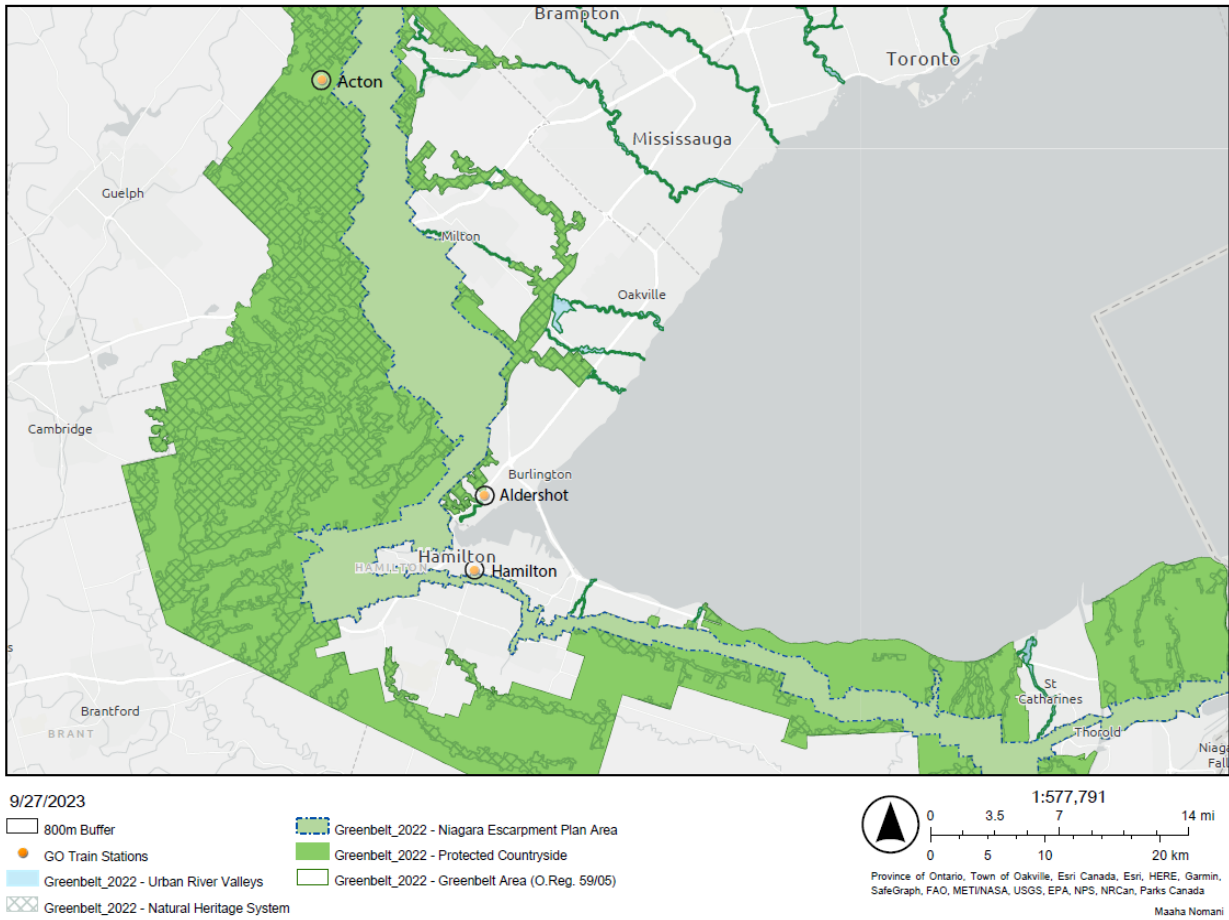 Brampton
Toronto
Acton
Mississauga
Guelph
Milton
Oakville
Cambridge
Burlington
Aldershot
Hamilton
HAMILTON
Hamilton
St
Catharines
Brantford
BRANT
Thorold
Niaga
Fall
9/27/2023
800m Buffer
GO Train Stations
Greenbelt_2022 - Urban River Valleys
Greenbelt_2022 - Natural Heritage System
Greenbelt_2022 - Niagara Escarpment Plan Area
Greenbelt_2022 - Protected Countryside
Greenbelt_2022 - Greenbelt Area (O.Reg. 59/05)
1:577,791
0 3.5 7 14 mi
0 5 10 20 km
Province of Ontario, Town of Oakville, Esri Canada, Esri, HERE, Garmin,
SafeGraph, FAO, METI/NASA, USGS, EPA, NPS, NRCan, Parks Canada
Maaha Nomani